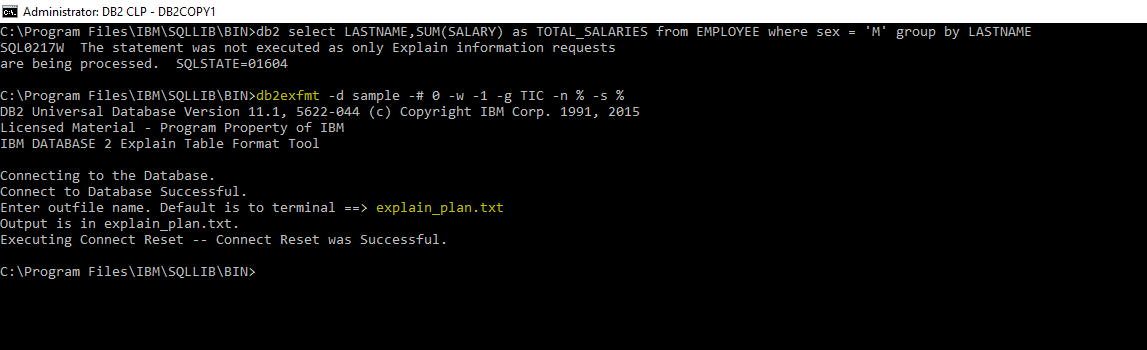 Administrator: DB2 CLP - DB2COPY1
C:\Program Files\IBM\SQLLIB\BIN>db2 select LASTNAME,SUM(SALARY) as TOTAL_SALARIES from EMPLOYEE where sex = 'M' group by LASTNAME
SQL0217W  The statement was not executed as only Explain information requests
are being processed.  SQLSTATE=01604
C:\Program Files\IBM\SQLLIB\BIN>db2exfmt -d sample -# 0 -w -1 -g TIC -n % -s %
DB2 Universal Database Version 11.1, 5622-044 (c) Copyright IBM Corp. 1991, 2015
Licensed Material - Program Property of IBM
IBM DATABASE 2 Explain Table Format Tool
Connecting to the Database.
Connect to Database Successful.
Enter outfile name. Default is to terminal ==> explain_plan.txt
Output is in explain_plan.txt.
Executing Connect Reset -- Connect Reset was Successful.
C:\Program Files\IBM\SQLLIB\BIN>